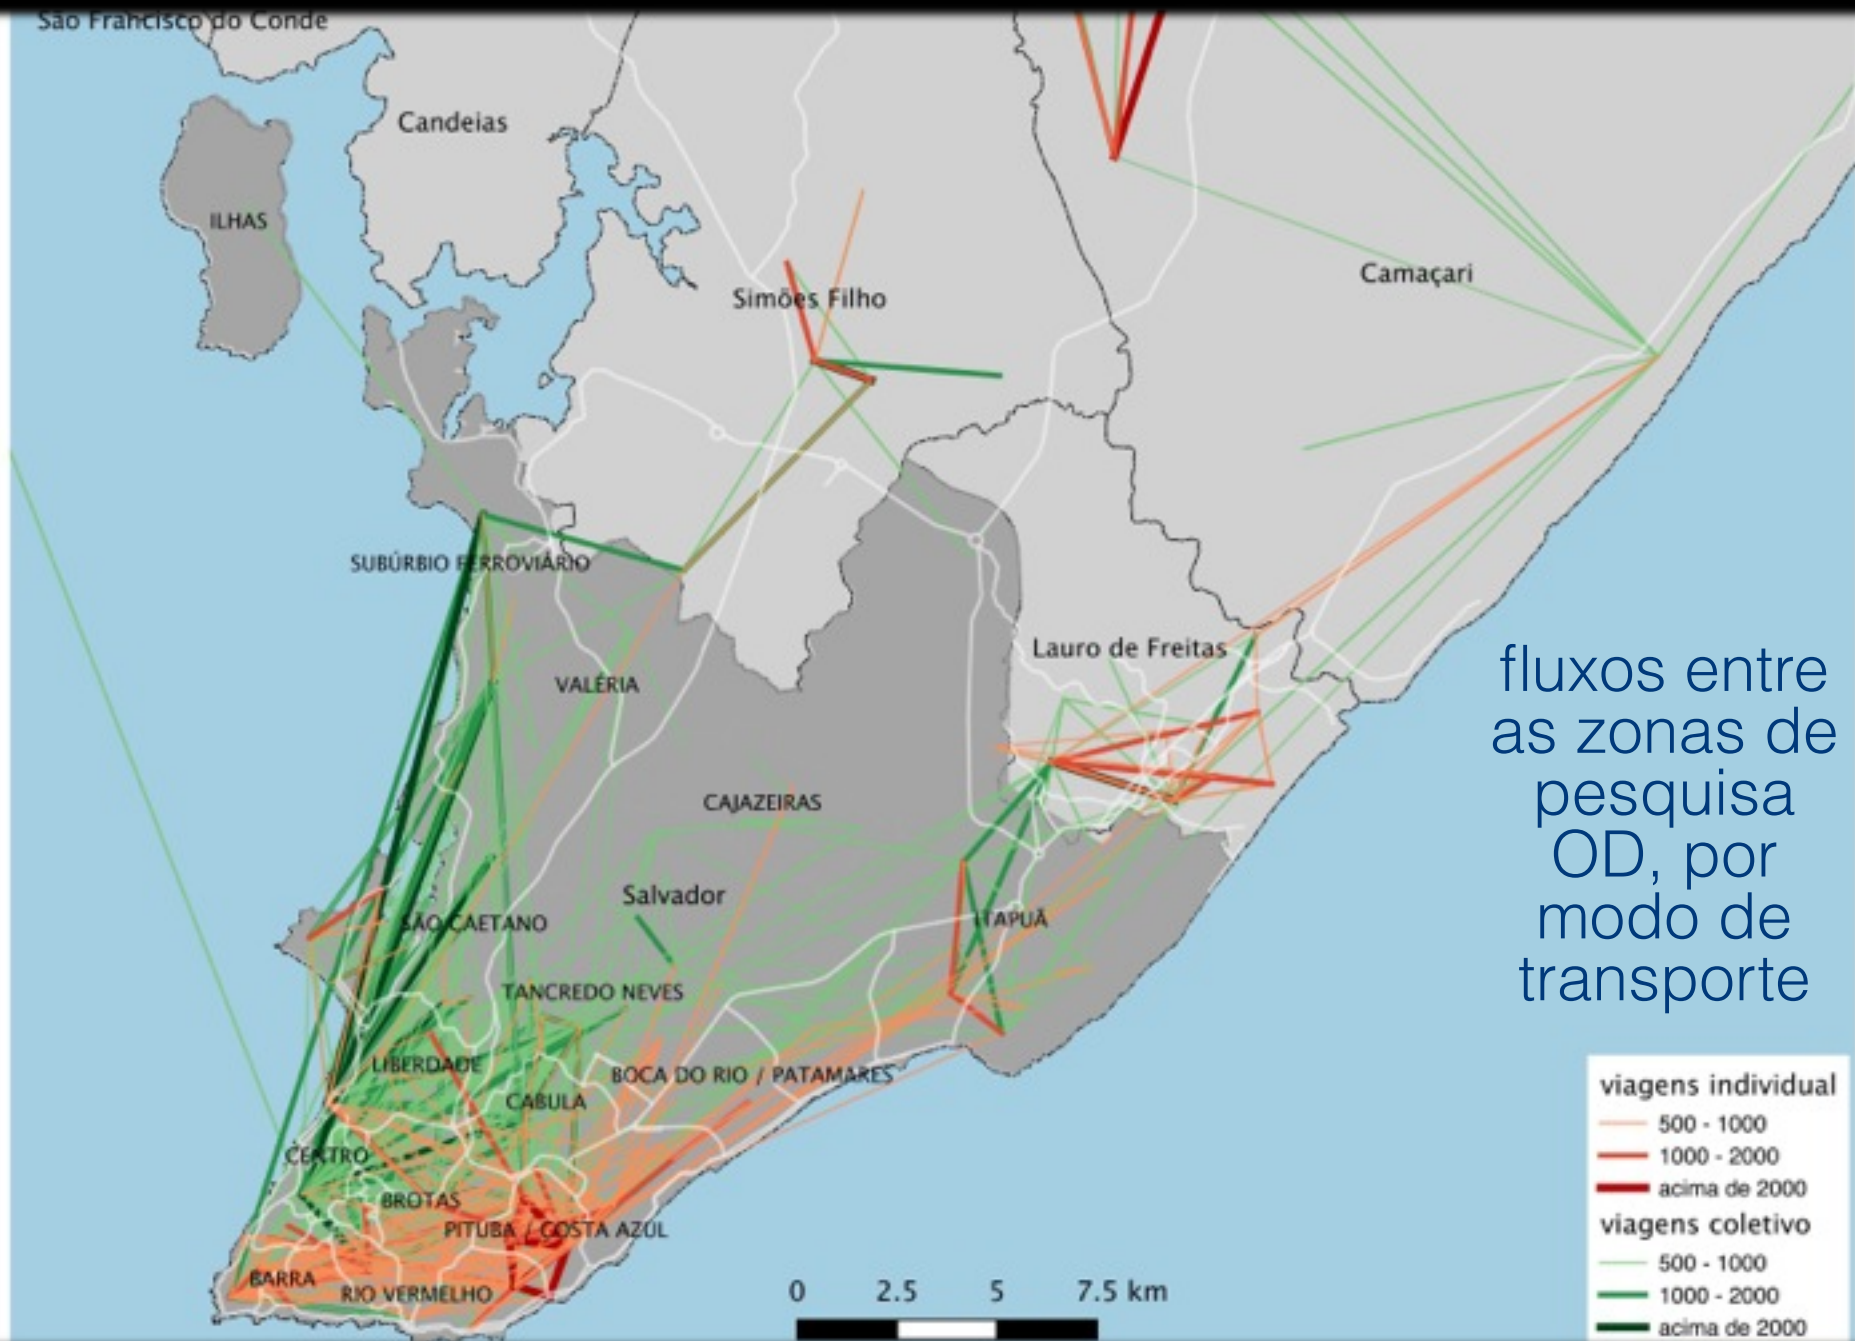 São Francisco do Conde
Candeias
ILHAS
Simões Filho
Camaçari
SUBÚRBIO FERROVIÁRIO
Lauro de Freitas
VALÉRIA
CAJAZEIRAS
Salvador
SÃO CAETANO
ITAPUÃ
TANCREDO NEVES
LIBERDADE
BOCA DO RIO / PATAMARES
CABULA
CENTRO
BROTAS
PITUBA / COSTA AZUL
BARRA
RIO VERMELHO
0 2.5 5 7.5 km
fluxos entre
as zonas de
pesquisa
OD, por
modo de
transporte
viagens individual
500 - 1000
1000 - 2000
acima de 2000
viagens coletivo
500 - 1000
1000 - 2000
acima de 2000